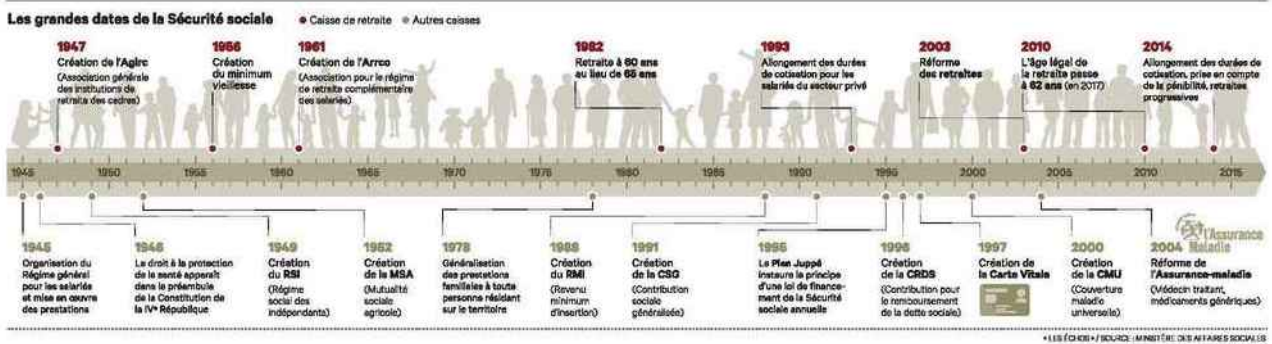 Les grandes dates de la Sécurité sociale
Caisse de retraite
Autres caisses
1947
Création de l'Agirc
(Association générale
des institutions de
retraite des cadres)
1956
Création
du minimum
vieillesse
1961
Création de l'Arrco
(Association pour le régime
de retraite complémentaire
des salariés)
1982
Retraite à 60 ans
au lieu de 65 ans
1993
Allongement des durées
de cotisation pour les
salariés du secteur privé
2003
Réforme
des retraites
2010
L'âge légal de
la retraite passe
à 62 ans (en 2017)
2014
Allongement des durées de
cotisation, prise en compte
de la pénibilité, retraites
progressives
1945 1950 1955 1960 1965 1970 1975 1980 1985 1990 1995 2000 2005 2010 2015
1945
Organisation du
Régime général
pour les salariés
et mise en œuvre
des prestations
1946
Le droit à la protection
de la santé apparaît
dans le préambule
de la Constitution de
la IVe République
1949
Création
du RSI
(Régime
social des
indépendants)
1952
Création
de la MSA
(Mutualité
sociale
agricole)
1978
Généralisation
des prestations
familiales à toute
personne résidant
sur le territoire
1988
Création
du RMI
(Revenu
minimum
d'insertion)
1991
Création
de la CSG
(Contribution
sociale
généralisée)
1995
Le Plan Juppé
instaure le principe
d'une loi de finance-
ment de la Sécurité
sociale annuelle
1996
Création
de la CRDS
(Contribution pour
le remboursement
de la dette sociale)
1997
Création de
la Carte Vitale
2000
Création
de la CMU
(Couverture
maladie
universelle)
l'Assurance
Maladie
2004
Réforme de
l'Assurance-maladie
(Médecin traitant,
médicaments génériques)
« LES ÉCHOS » / SOURCE : MINISTÈRE DES AFFAIRES SOCIALES